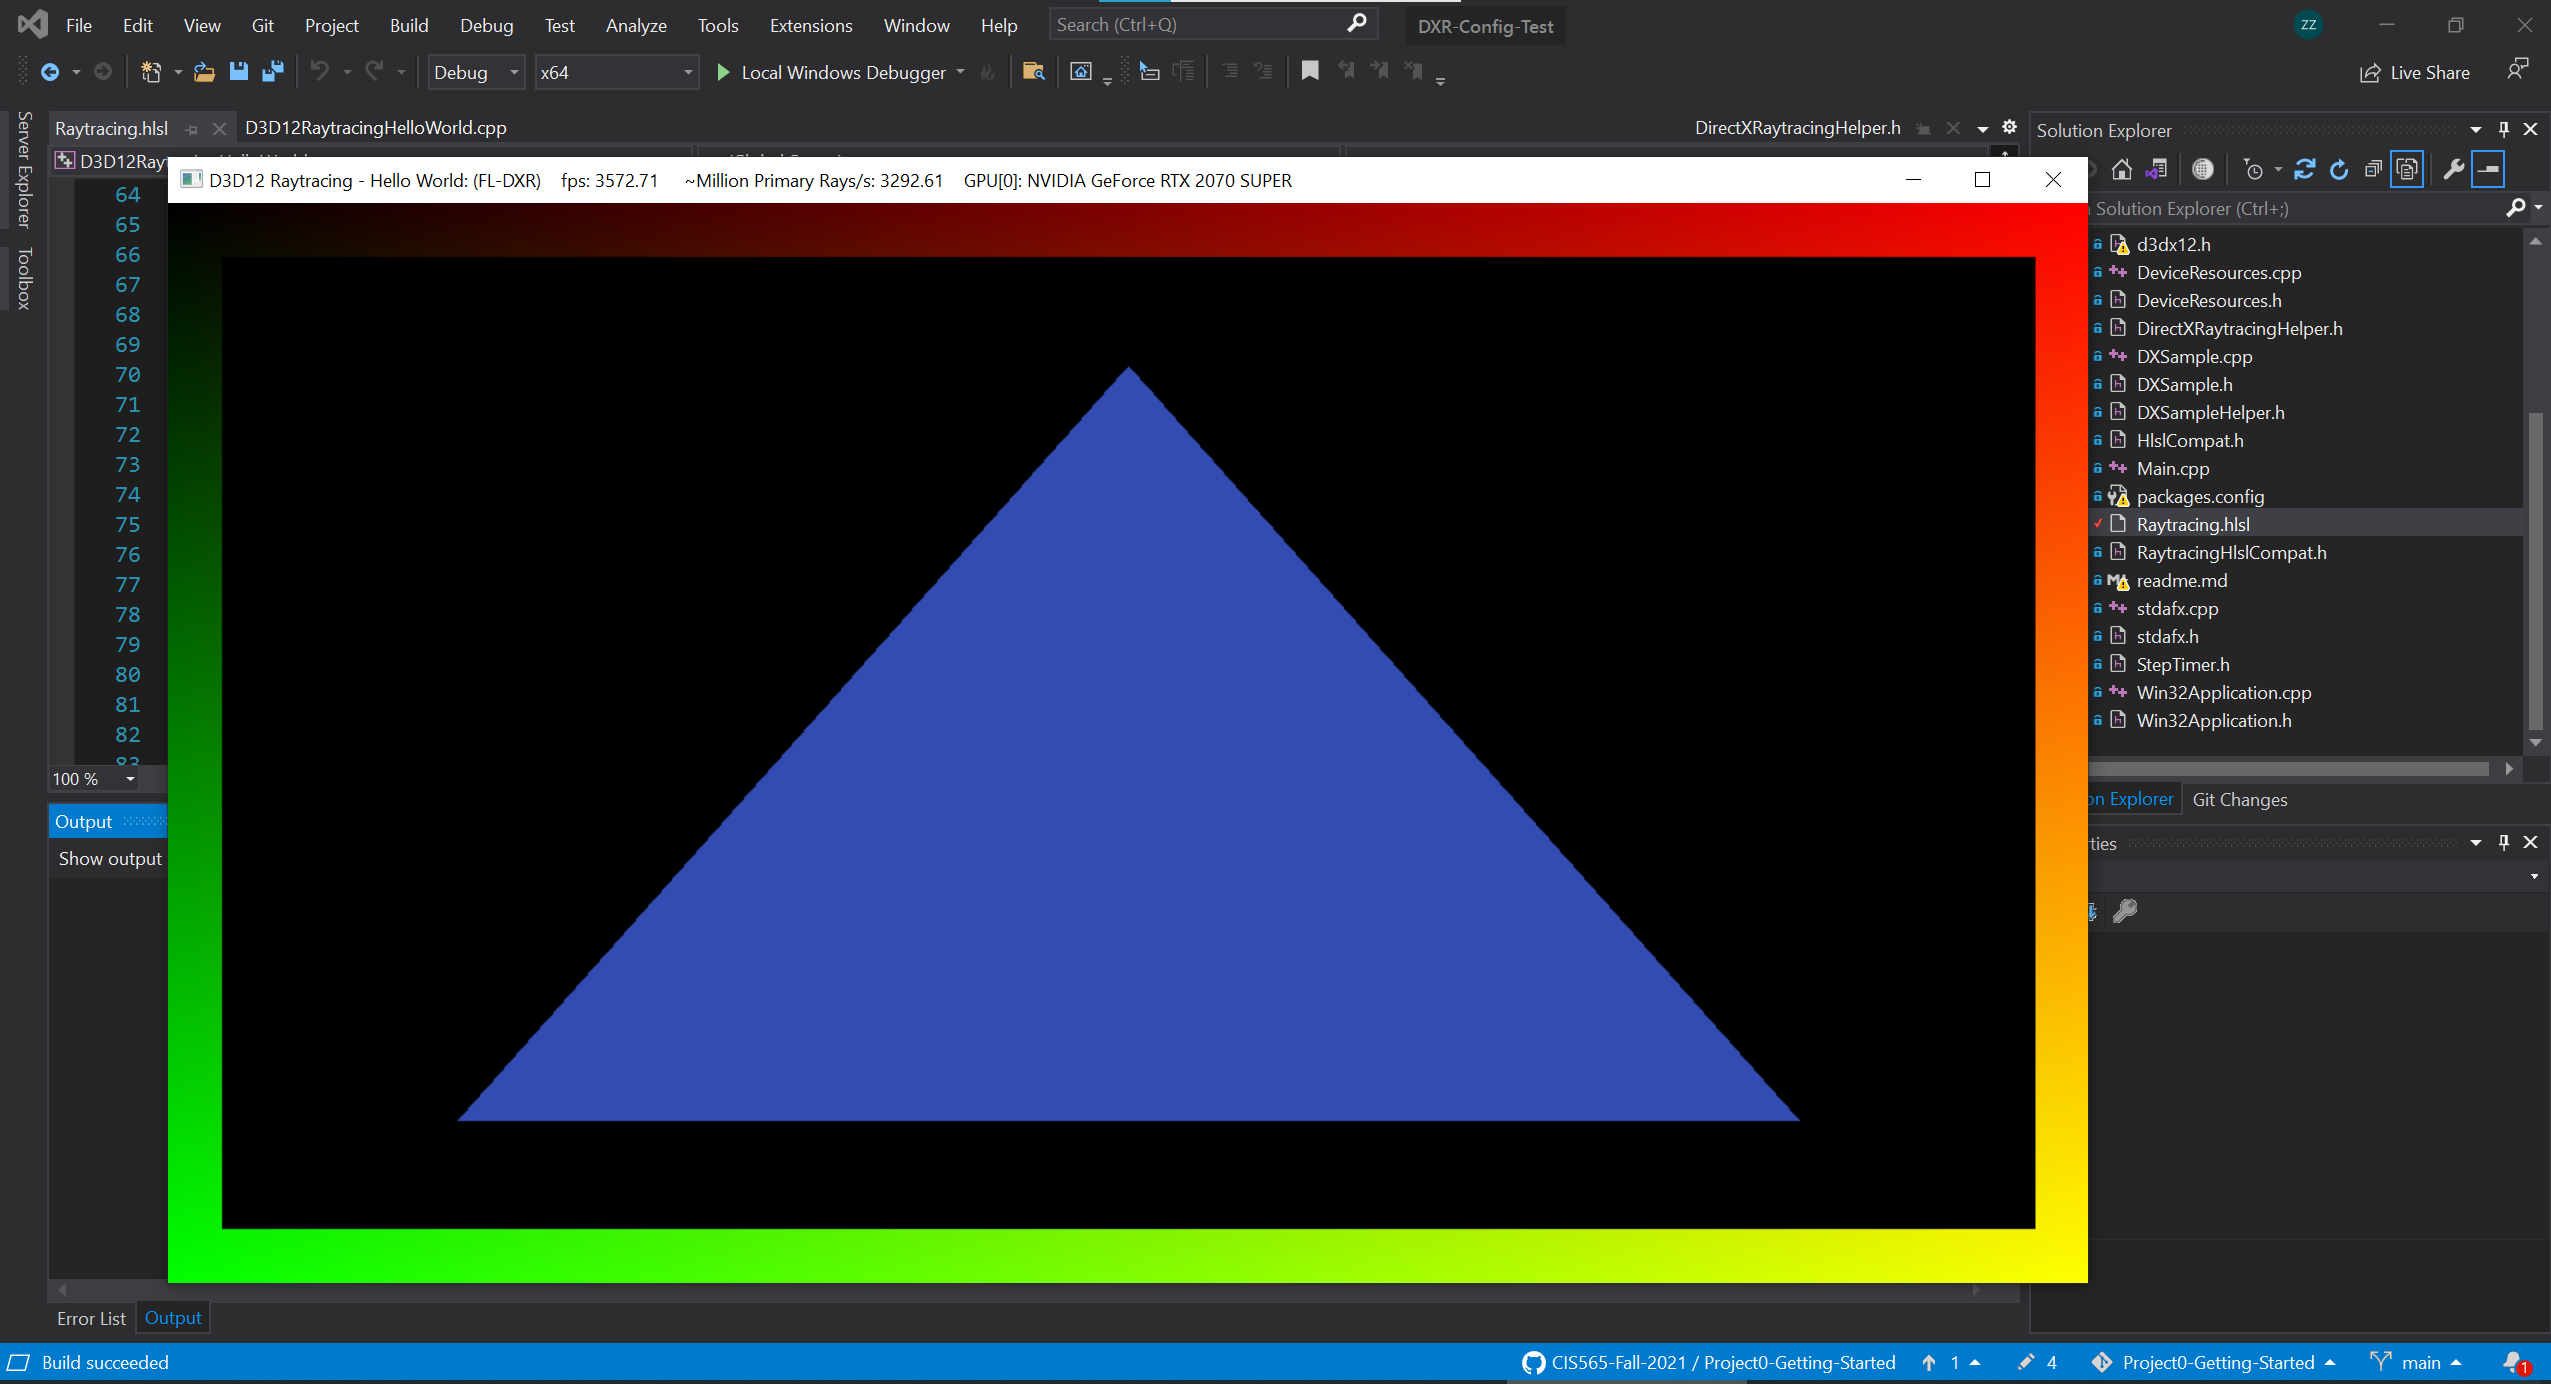 File Edit View Git Project Build Debug Test Analyze Tools Extensions Window Help Search (Ctrl+Q) DXR-Config-Test ZZ
Debug x64 Local Windows Debugger Live Share
Server Explorer
Toolbox
Raytracing.hlsl D3D12RaytracingHelloWorld.cpp DirectXRaytracingHelper.h
D3D12Ray
D3D12 Raytracing - Hello World: (FL-DXR) fps: 3572.71 ~Million Primary Rays/s: 3292.61 GPU[0]: NVIDIA GeForce RTX 2070 SUPER
64
65
66
67
68
69
70
71
72
73
74
75
76
77
78
79
80
81
82
83
100 %
Output
Show output
Error List Output
Solution Explorer
Solution Explorer (Ctrl+;)
d3dx12.h
DeviceResources.cpp
DeviceResources.h
DirectXRaytracingHelper.h
DXSample.cpp
DXSample.h
DXSampleHelper.h
HlslCompat.h
Main.cpp
packages.config
Raytracing.hlsl
RaytracingHlslCompat.h
readme.md
stdafx.cpp
stdafx.h
StepTimer.h
Win32Application.cpp
Win32Application.h
on Explorer Git Changes
rties
Build succeeded CIS565-Fall-2021 / Project0-Getting-Started 1 4 Project0-Getting-Started main 1